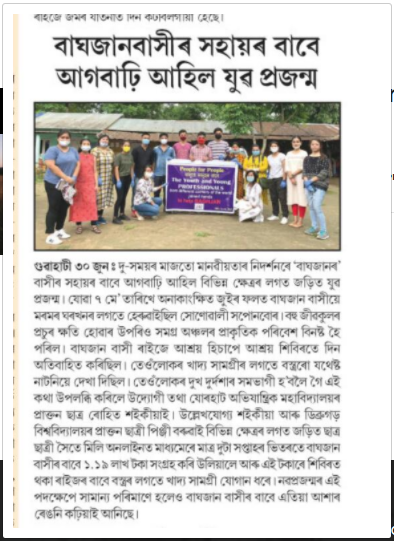 ৰাইজে জীৱন যাতনাত দিন কটাবলগীয়া হৈছে।
বাঘজানবাসীৰ সহায়ৰ বাবে
আগবাঢ়ি আহিল যুৱ প্ৰজন্ম
People for People
The Youth and Young
PROFESSIONALS
গুৱাহাটী ৩০ জুন ঃ দু-সময়ৰ মাজতো মানৱীয়তাৰ নিদৰ্শনৰে ‘বাঘজানৰ’
বাসীৰ সহায়ৰ বাবে আগবাঢ়ি আহিল বিভিন্ন ক্ষেত্ৰৰ লগত জড়িত যুৱ
প্ৰজন্ম। যোৱা ৭ মে’ তাৰিখে অনাকাংক্ষিত জুইৰ ফলত বাঘজান বাসীয়ে
মৰমৰ ঘৰখনৰ লগতে হেৰুৱাইছিল সোণোৱালী সপোনবোৰ। বহু জীৱকুলৰ
প্ৰচুৰ ক্ষতি হোৱাৰ উপৰিও সমগ্ৰ অঞ্চলৰ প্ৰাকৃতিক পৰিবেশ বিনষ্ট হৈ
পৰিল। বাঘজান বাসী ৰাইজে আশ্ৰয় হিচাপে আশ্ৰয় শিবিৰতে দিন
অতিবাহিত কৰিছিল। তেওঁলোকৰ খাদ্য সামগ্ৰীৰ লগতে বস্ত্ৰৰো যথেষ্ট
নাটনিয়ে দেখা দিছিল। তেওঁলোকৰ দুখ দুৰ্দশাৰ সমভাগী হ’বলৈ গৈ এই
কথা উপলব্ধি কৰিলে উদ্যোগী তথা যোৰহাট অভিযান্ত্ৰিক মহাবিদ্যালয়ৰ
প্ৰাক্তন ছাত্ৰ ৰোহিত শইকীয়াই। উল্লেখযোগ্য শইকীয়া আৰু ডিব্ৰুগড়
বিশ্ববিদ্যালয়ৰ প্ৰাক্তন ছাত্ৰী পিঞ্জী বৰুৱাই বিভিন্ন ক্ষেত্ৰৰ লগত জড়িত ছাত্ৰ
ছাত্ৰী সৈতে মিলি অনলাইনত মাধ্যমেৰে মাত্ৰ দুটা সপ্তাহৰ ভিতৰতে বাঘজান
বাসীৰ বাবে ১.১৯ লাখ টকা সংগ্ৰহ কৰি উলিয়ালে আৰু এই টকাৰে শিবিৰত
থকা ৰাইজৰ বাবে বস্ত্ৰৰ লগতে খাদ্য সামগ্ৰী যোগান ধৰে। নৱপ্ৰজন্মৰ এই
পদক্ষেপে সামান্য পৰিমাণে হলেও বাঘজান বাসীৰ বাবে এতিয়া আশাৰ
ৰেঙনি কঢ়িয়াই আনিছে।